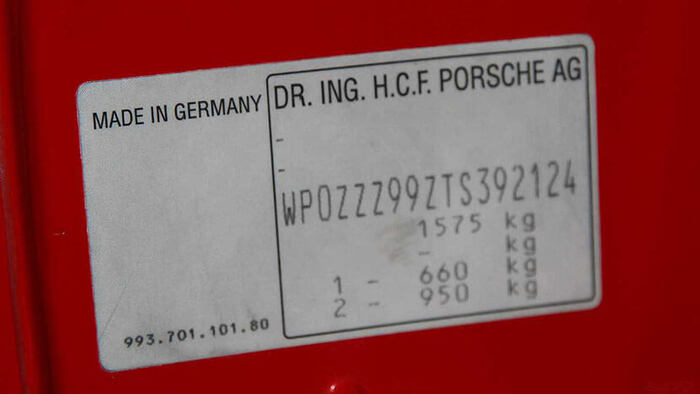 MADE IN GERMANY
DR. ING. H.C.F. PORSCHE AG
-
-
WP0ZZZ99ZTS392124
1575 kg
- kg
1 - 660 kg
2 - 950 kg
993.701.101.80